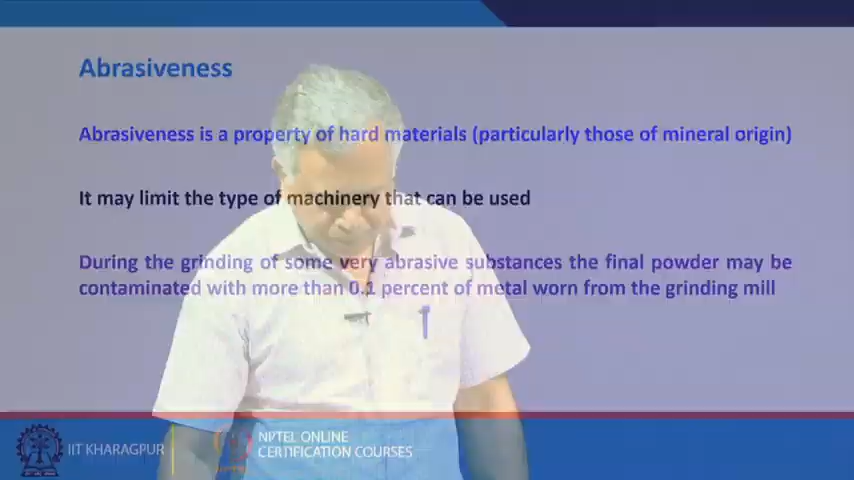 Abrasiveness
Abrasiveness is a property of hard materials (particularly those of mineral origin)
It may limit the type of machinery that can be used
During the grinding of some very abrasive substances the final powder may be
contaminated with more than 0.1 percent of metal worn from the grinding mill
IIT KHARAGPUR
NPTEL ONLINE
CERTIFICATION COURSES